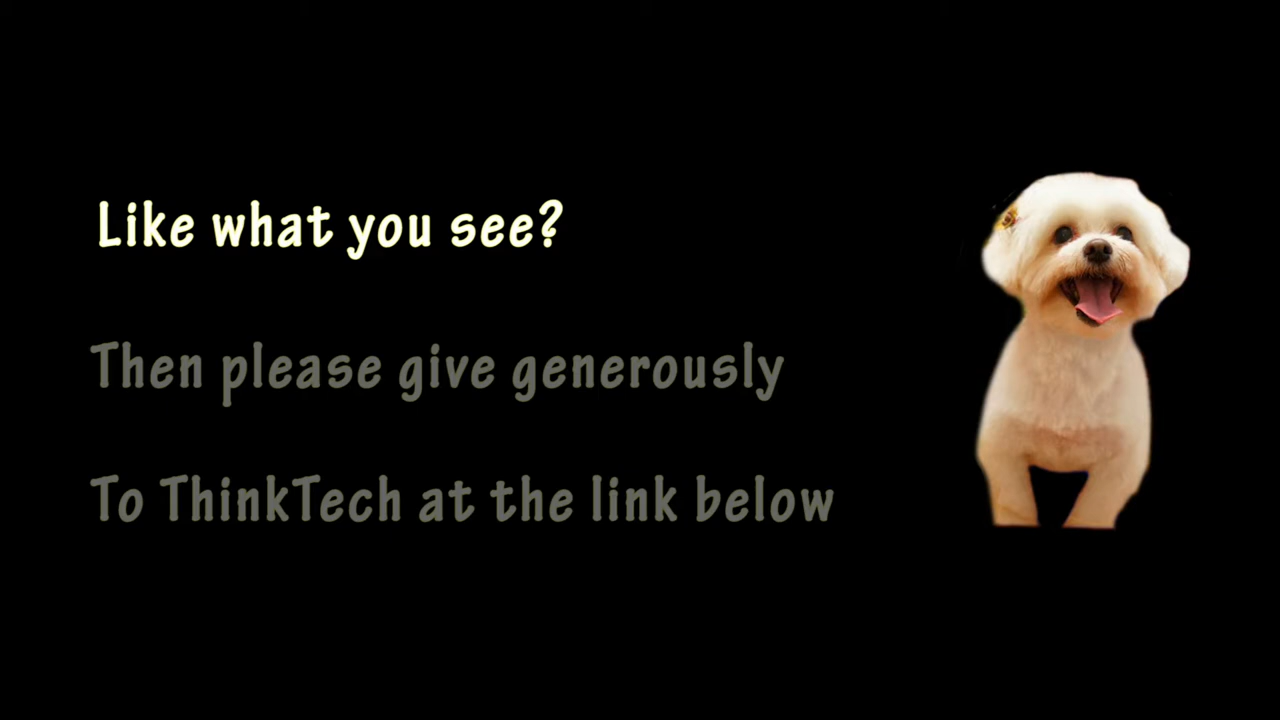 Like what you see?
Then please give generously
To ThinkTech at the link below